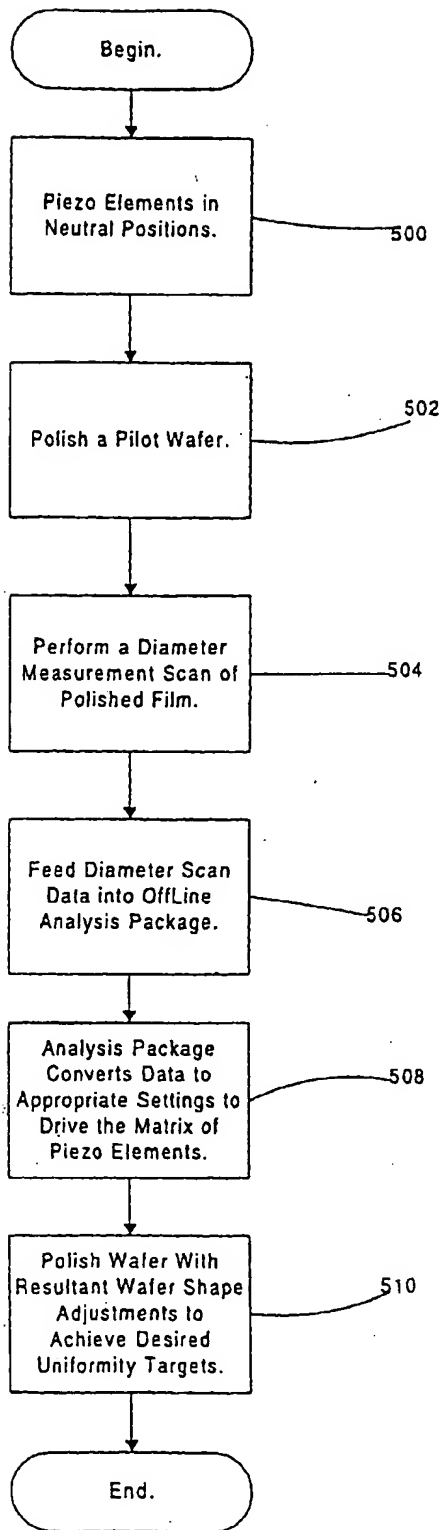 Begin.
Piezo Elements in
Neutral Positions.
500
Polish a Pilot Wafer.
502
Perform a Diameter
Measurement Scan of
Polished Film.
504
Feed Diameter Scan
Data into OffLine
Analysis Package.
506
Analysis Package
Converts Data to
Appropriate Settings to
Drive the Matrix of
Piezo Elements.
508
Polish Wafer With
Resultant Wafer Shape
Adjustments to
Achieve Desired
Uniformity Targets.
510
End.